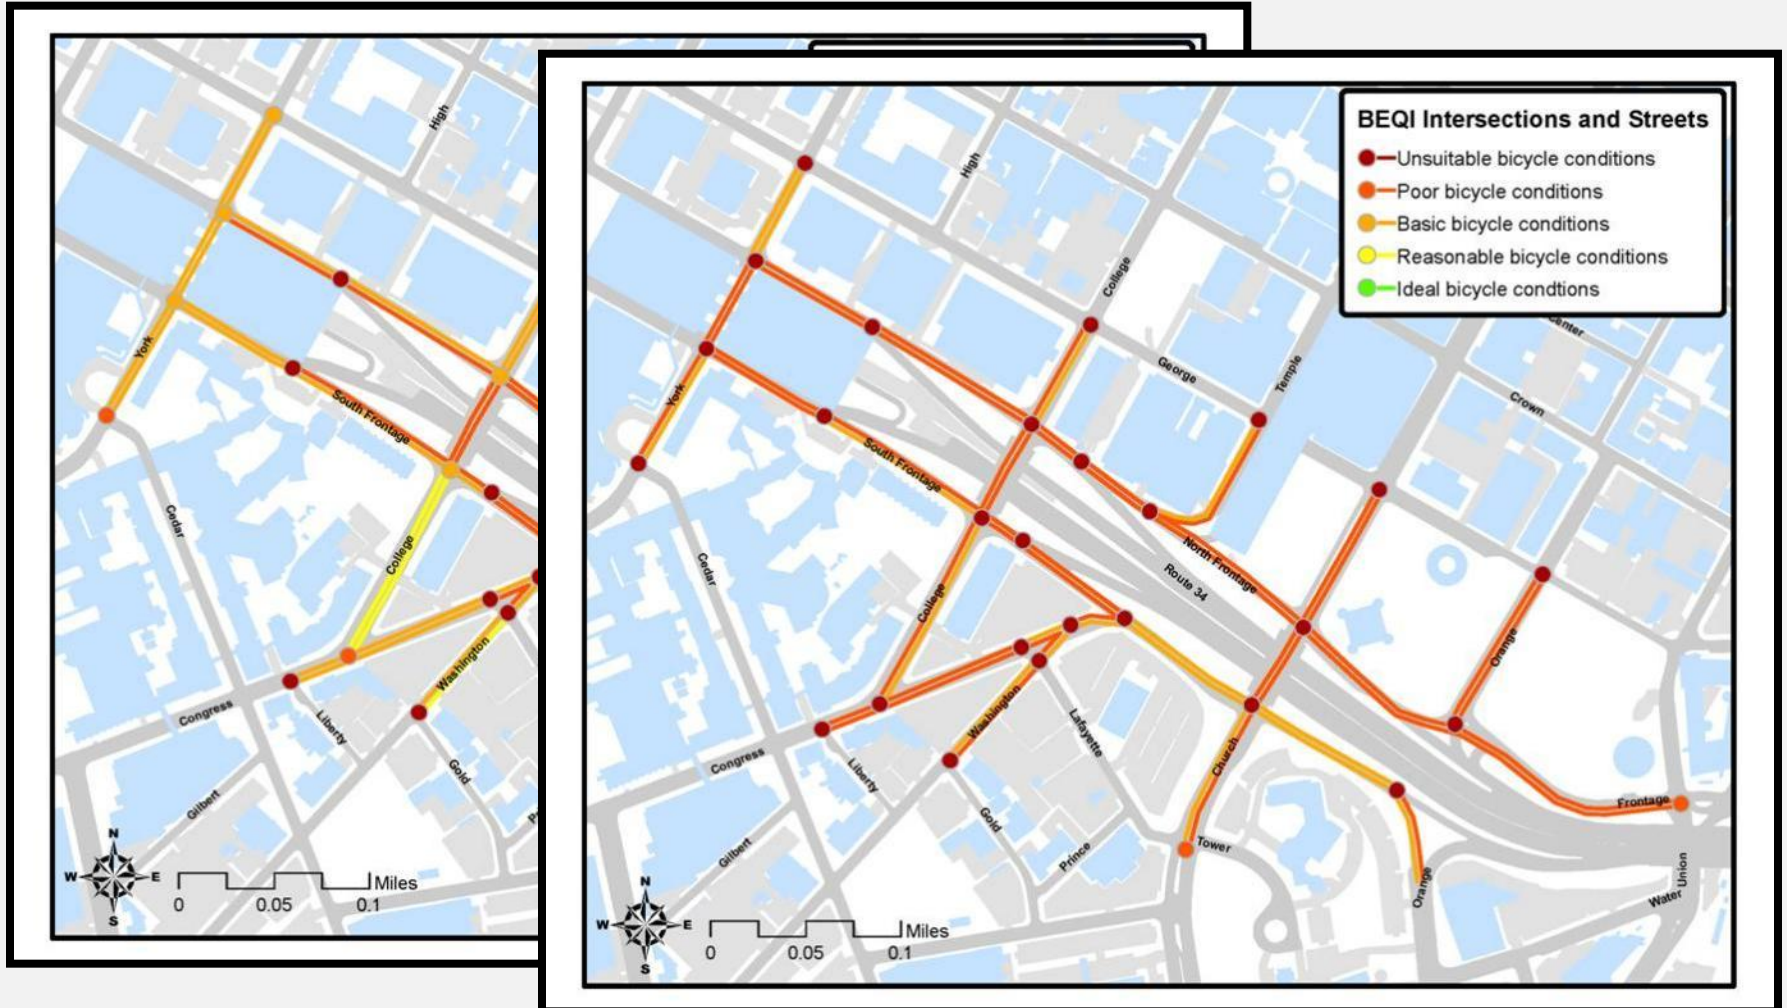 High
York
South Frontage
Cedar
College
Washington
Congress
Liberty
Gold
Gilbert
N
W
E
S
Miles
0
0.05
0.1
BEQI Intersections and Streets
Unsuitable bicycle conditions
Poor bicycle conditions
Basic bicycle conditions
Reasonable bicycle conditions
Ideal bicycle condtions
High
College
George
Temple
Center
Crown
York
South Frontage
North Frontage
Route 34
Cedar
College
Orange
Washington
Lafayette
Church
Congress
Liberty
Gold
Gilbert
Prince
Tower
Frontage
Orange
Union
Water
N
W
E
S
Miles
0
0.05
0.1